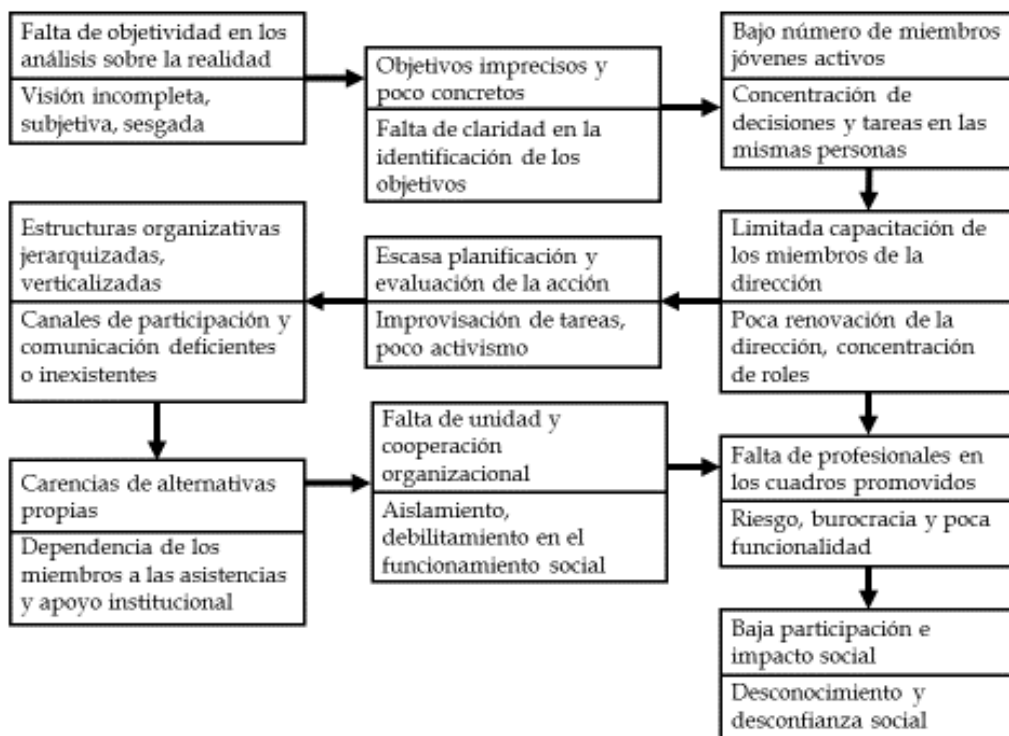 Falta de objetividad en los
análisis sobre la realidad
Visión incompleta,
subjetiva, sesgada
Objetivos imprecisos y
poco concretos
Falta de claridad en la
identificación de los
objetivos
Bajo número de miembros
jóvenes activos
Concentración de
decisiones y tareas en las
mismas personas
Limitada capacitación de
los miembros de la
dirección
Poca renovación de la
dirección, concentración
de roles
Escasa planificación y
evaluación de la acción
Improvisación de tareas,
poco activismo
Estructuras organizativas
jerarquizadas,
verticalizadas
Canales de participación y
comunicación deficientes
o inexistentes
Carencias de alternativas
propias
Dependencia de los
miembros a las asistencias
y apoyo institucional
Falta de unidad y
cooperación
organizacional
Aislamiento,
debilitamiento en el
funcionamiento social
Falta de profesionales en
los cuadros promovidos
Riesgo, burocracia y poca
funcionalidad
Baja participación e
impacto social
Desconocimiento y
desconfianza social